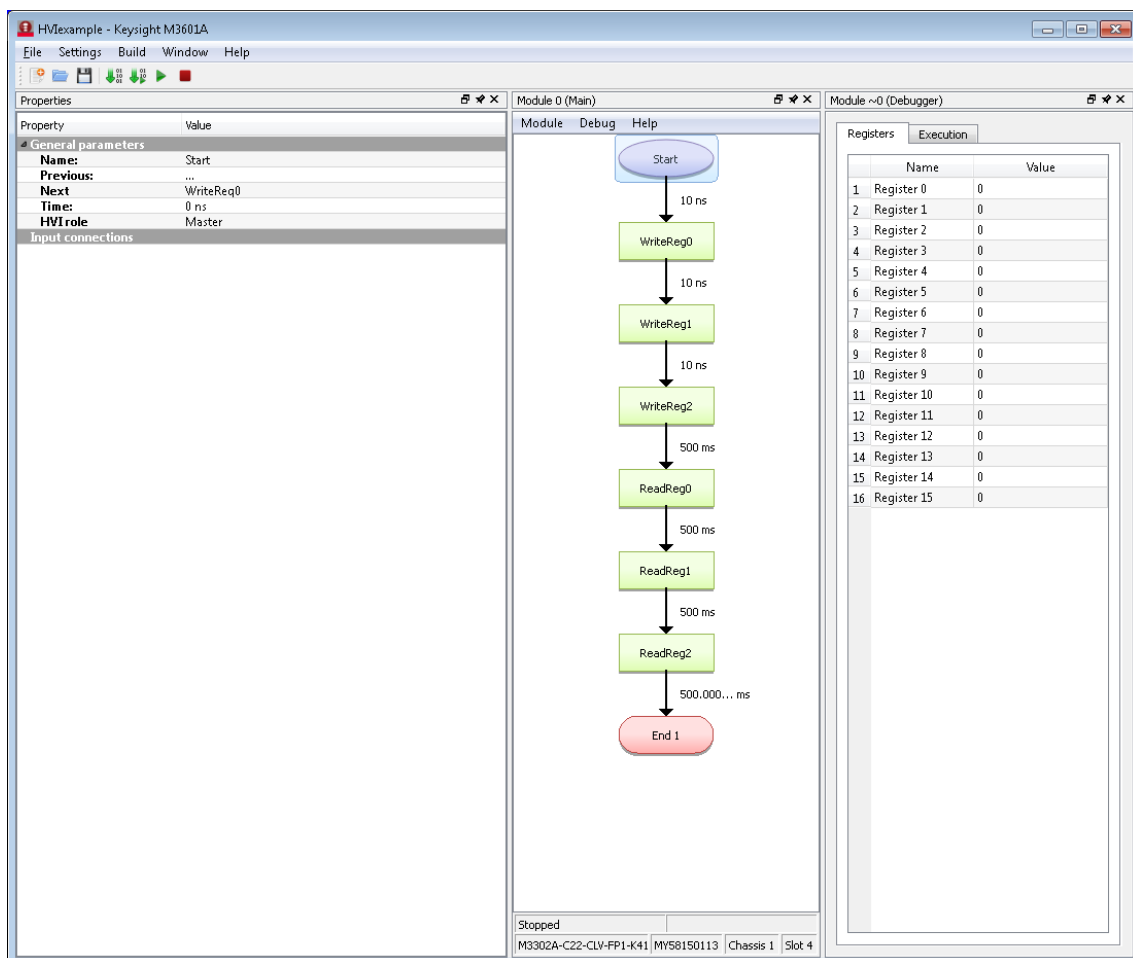 HVIexample - Keysight M3601A
File Settings Build Window Help
Properties
Property Value
General parameters
Name: Start
Previous: ...
Next WriteReg0
Time: 0 ns
HVI role Master
Input connections
Module 0 (Main)
Module Debug Help
Start
10 ns
WriteReg0
10 ns
WriteReg1
10 ns
WriteReg2
500 ms
ReadReg0
500 ms
ReadReg1
500 ms
ReadReg2
500.000... ms
End 1
Stopped
M3302A-C22-CLV-FP1-K41 MY58150113 Chassis 1 Slot 4
Module ~0 (Debugger)
Registers Execution
Name Value
1 Register 0 0
2 Register 1 0
3 Register 2 0
4 Register 3 0
5 Register 4 0
6 Register 5 0
7 Register 6 0
8 Register 7 0
9 Register 8 0
10 Register 9 0
11 Register 10 0
12 Register 11 0
13 Register 12 0
14 Register 13 0
15 Register 14 0
16 Register 15 0